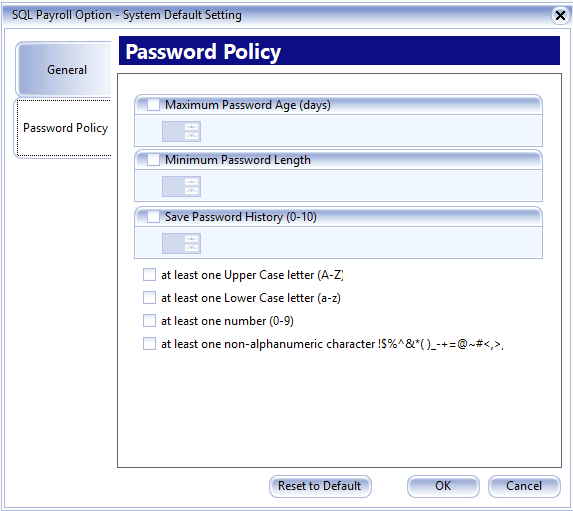 SQL Payroll Option - System Default Setting
General
Password Policy
Password Policy
Maximum Password Age (days)
Minimum Password Length
Save Password History (0-10)
at least one Upper Case letter (A-Z)
at least one Lower Case letter (a-z)
at least one number (0-9)
at least one non-alphanumeric character !$%^&*( )_-+=@~#<,>,
Reset to Default
OK
Cancel